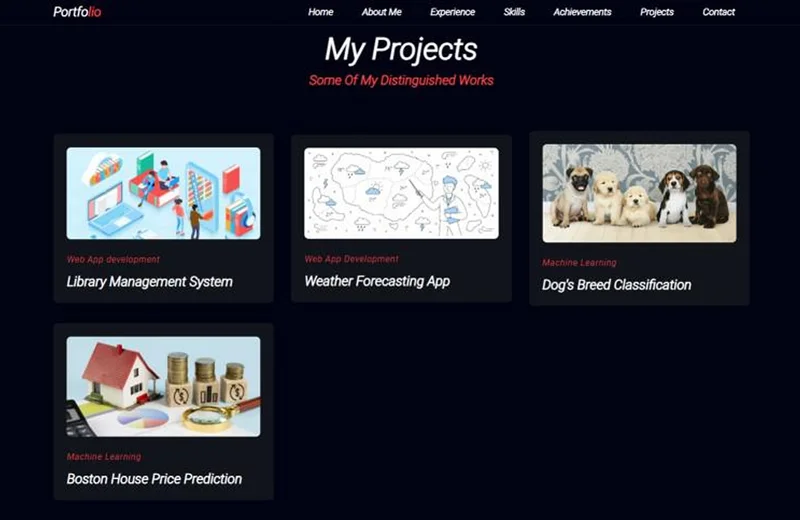 Portfolio
Home About Me Experience Skills Achievements Projects Contact
My Projects
Some Of My Distinguished Works
Web App development
Library Management System
Web App Development
Weather Forecasting App
Machine Learning
Dog's Breed Classification
Machine Learning
Boston House Price Prediction